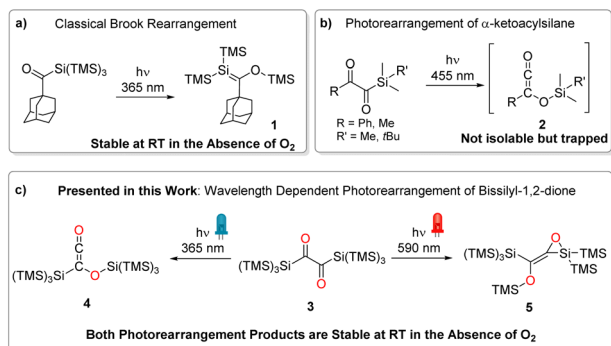 a) Classical Brook Rearrangement
O
Si(TMS)3
hν
365 nm
TMS
TMS Si O TMS
1
Stable at RT in the Absence of O2
b) Photorearrangement of α-ketoacylsilane
O
R
O
Si
R'
R = Ph, Me
R' = Me, tBu
hν
455 nm
O
C
R
O
Si
R'
2
Not isolable but trapped
c) Presented in this Work: Wavelength Dependent Photorearrangement of Bissilyl-1,2-dione
O
C
(TMS)3Si
O
Si(TMS)3
4
hν
365 nm
O
(TMS)3Si
Si(TMS)3
O
3
hν
590 nm
(TMS)3Si
O
Si TMS
TMS
O
TMS
5
Both Photorearrangement Products are Stable at RT in the Absence of O2